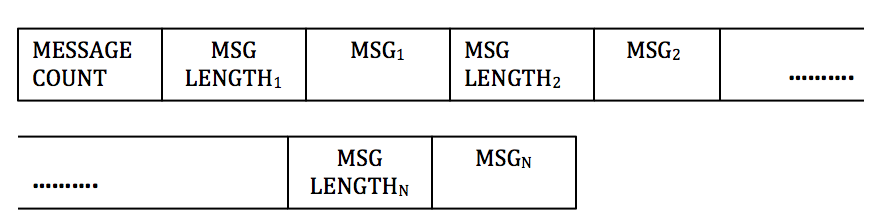 MESSAGE COUNT
MSG LENGTH₁
MSG₁
MSG LENGTH₂
MSG₂
..........
..........
MSG LENGTHN
MSGN